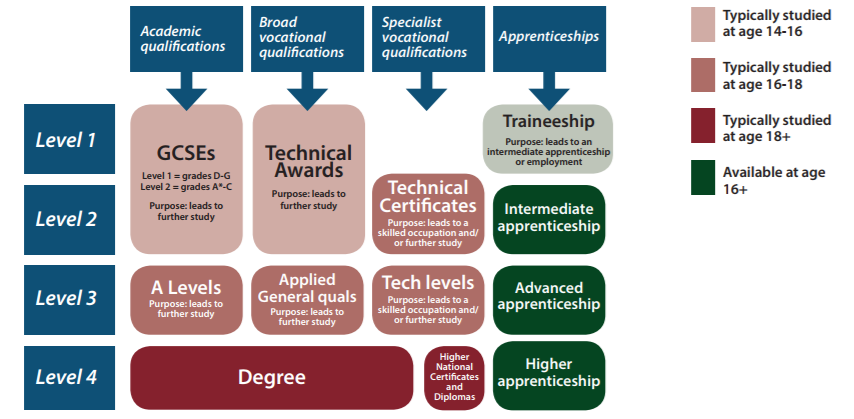 Academic
qualifications
Broad
vocational
qualifications
Specialist
vocational
qualifications
Apprenticeships
Typically studied
at age 14-16
Typically studied
at age 16-18
Typically studied
at age 18+
Available at age
16+
Level 1
GCSEs
Level 1 = grades D-G
Level 2 = grades A*-C
Purpose: leads to
further study
Technical
Awards
Purpose: leads to
further study
Traineeship
Purpose: leads to an
intermediate apprenticeship
or employment
Level 2
Technical
Certificates
Purpose: leads to a
skilled occupation and/
or further study
Intermediate
apprenticeship
Level 3
A Levels
Purpose: leads to
further study
Applied
General quals
Purpose: leads to
further study
Tech levels
Purpose: leads to a
skilled occupation and/
or further study
Advanced
apprenticeship
Level 4
Degree
Higher
National
Certificates
and
Diplomas
Higher
apprenticeship